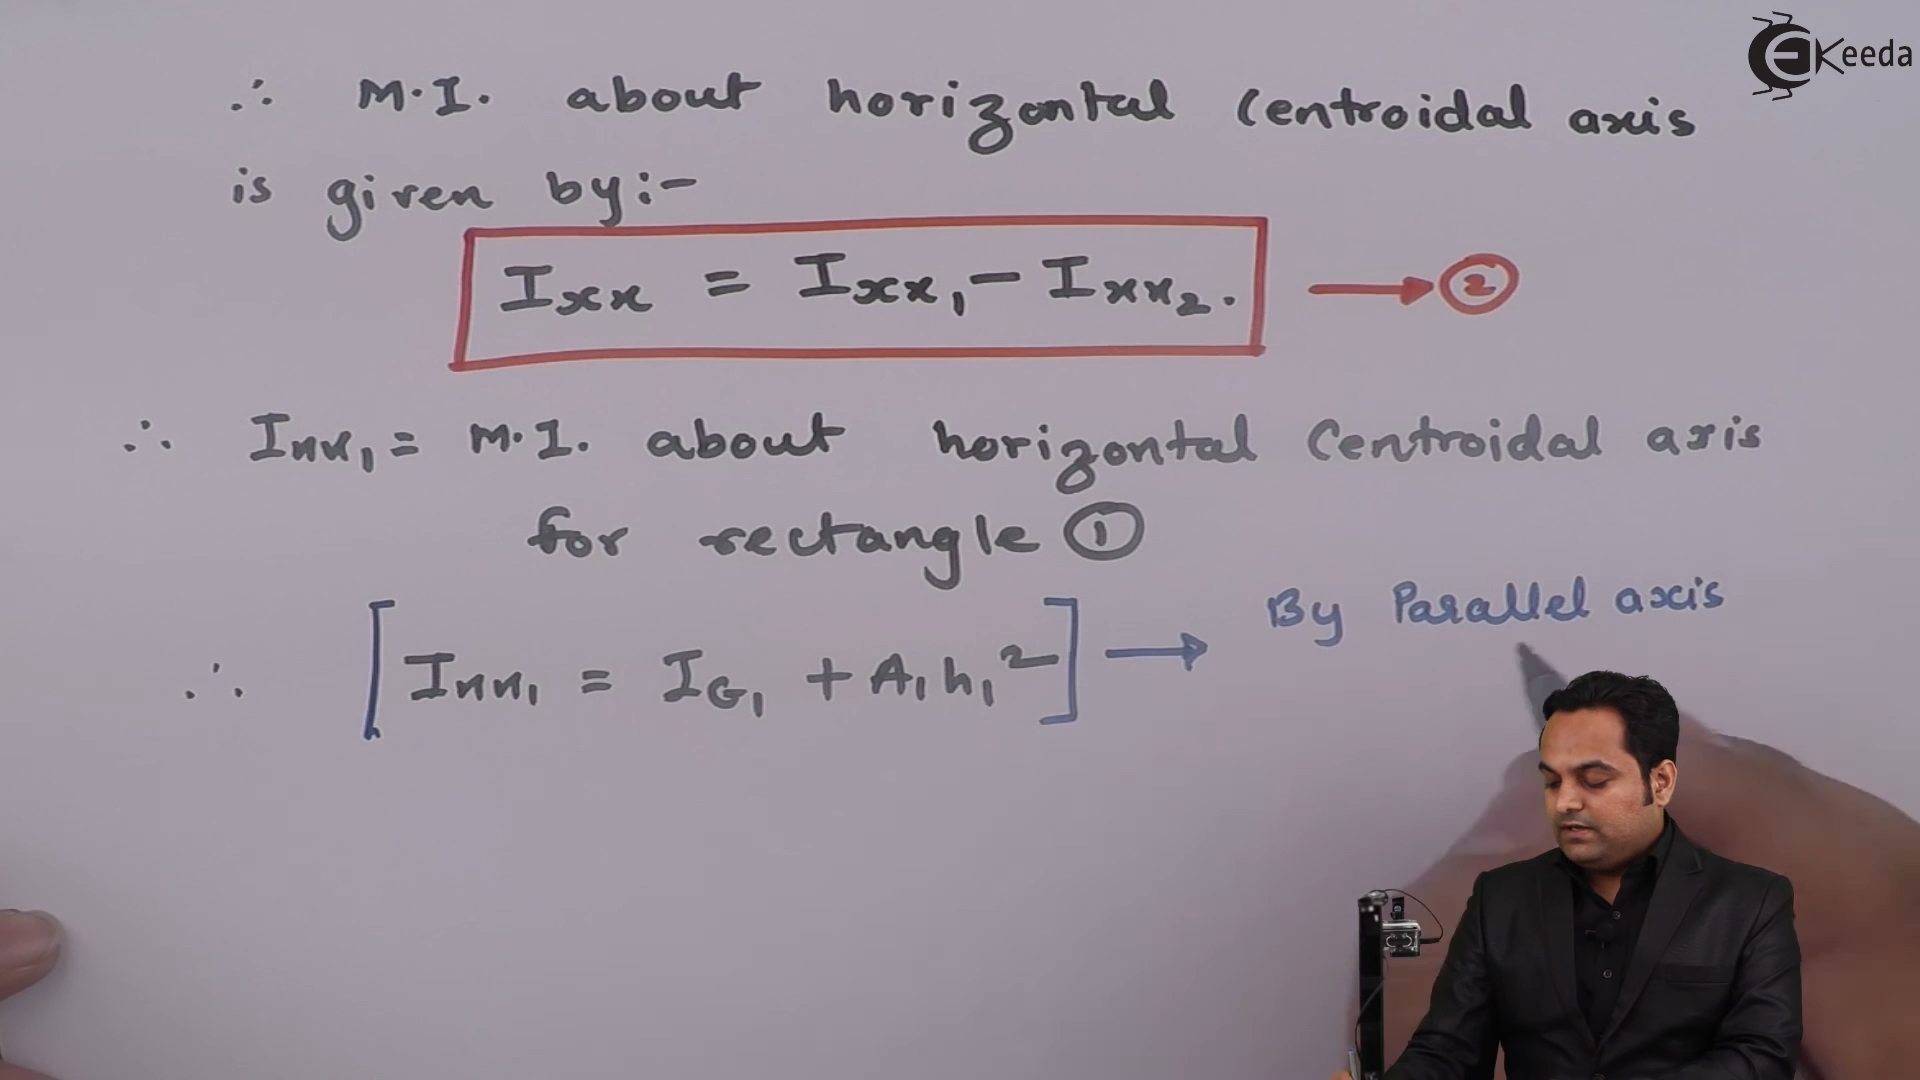 EKeeda
∴ M.I. about horizontal Centroidal axis
is given by:-
Ixx = Ixx₁ - Ixx₂. → ②
∴ Ixx₁ = M.I. about horizontal Centroidal axis
for rectangle ①
By Parallel axis
∴ [Ixx₁ = IG₁ + A₁h₁²] →